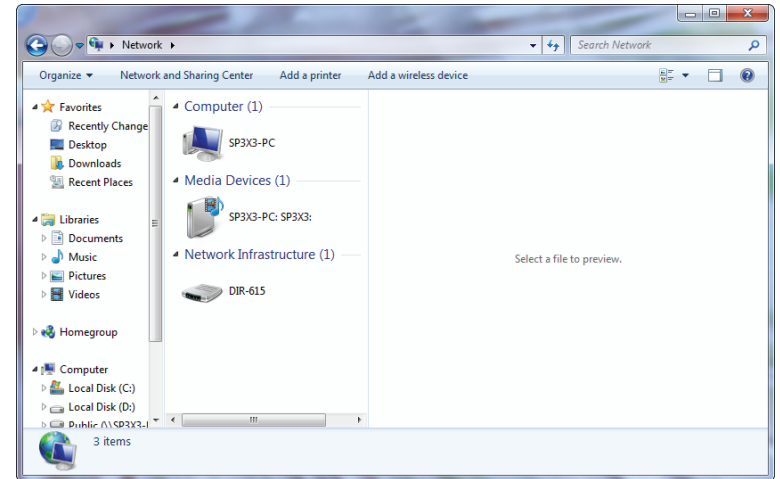 Network
Search Network
Organize Network and Sharing Center Add a printer Add a wireless device
Favorites
Recently Change
Desktop
Downloads
Recent Places
Libraries
Documents
Music
Pictures
Videos
Homegroup
Computer
Local Disk (C:)
Local Disk (D:)
Public (\\SP3X3-
Computer (1)
SP3X3-PC
Media Devices (1)
SP3X3-PC: SP3X3:
Network Infrastructure (1)
DIR-615
Select a file to preview.
3 items